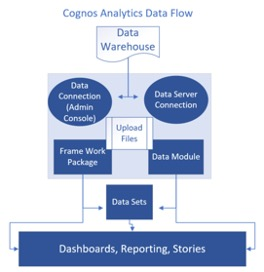 Cognos Analytics Data Flow
Data
Warehouse
Data
Connection
(Admin
Console)
Data Server
Connection
Upload
Files
Frame Work
Package
Data Module
Data Sets
Dashboards, Reporting, Stories